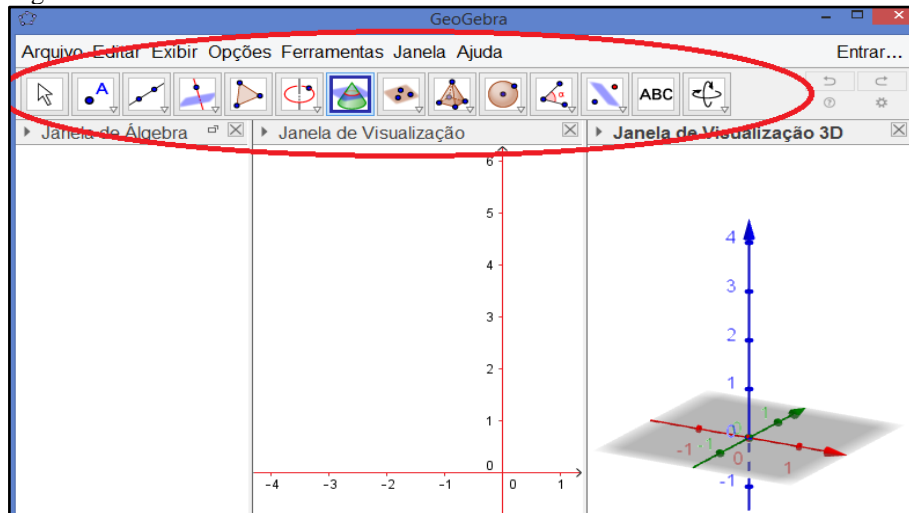 GeoGebra
Arquivo Editar Exibir Opções Ferramentas Janela Ajuda Entrar...
A α ABC
Janela de Álgebra Janela de Visualização Janela de Visualização 3D
6
5
4
3
2
1
0
-4 -3 -2 -1 0 1
4
3
2
1
0
-1
-1 0 1
-1 0 1